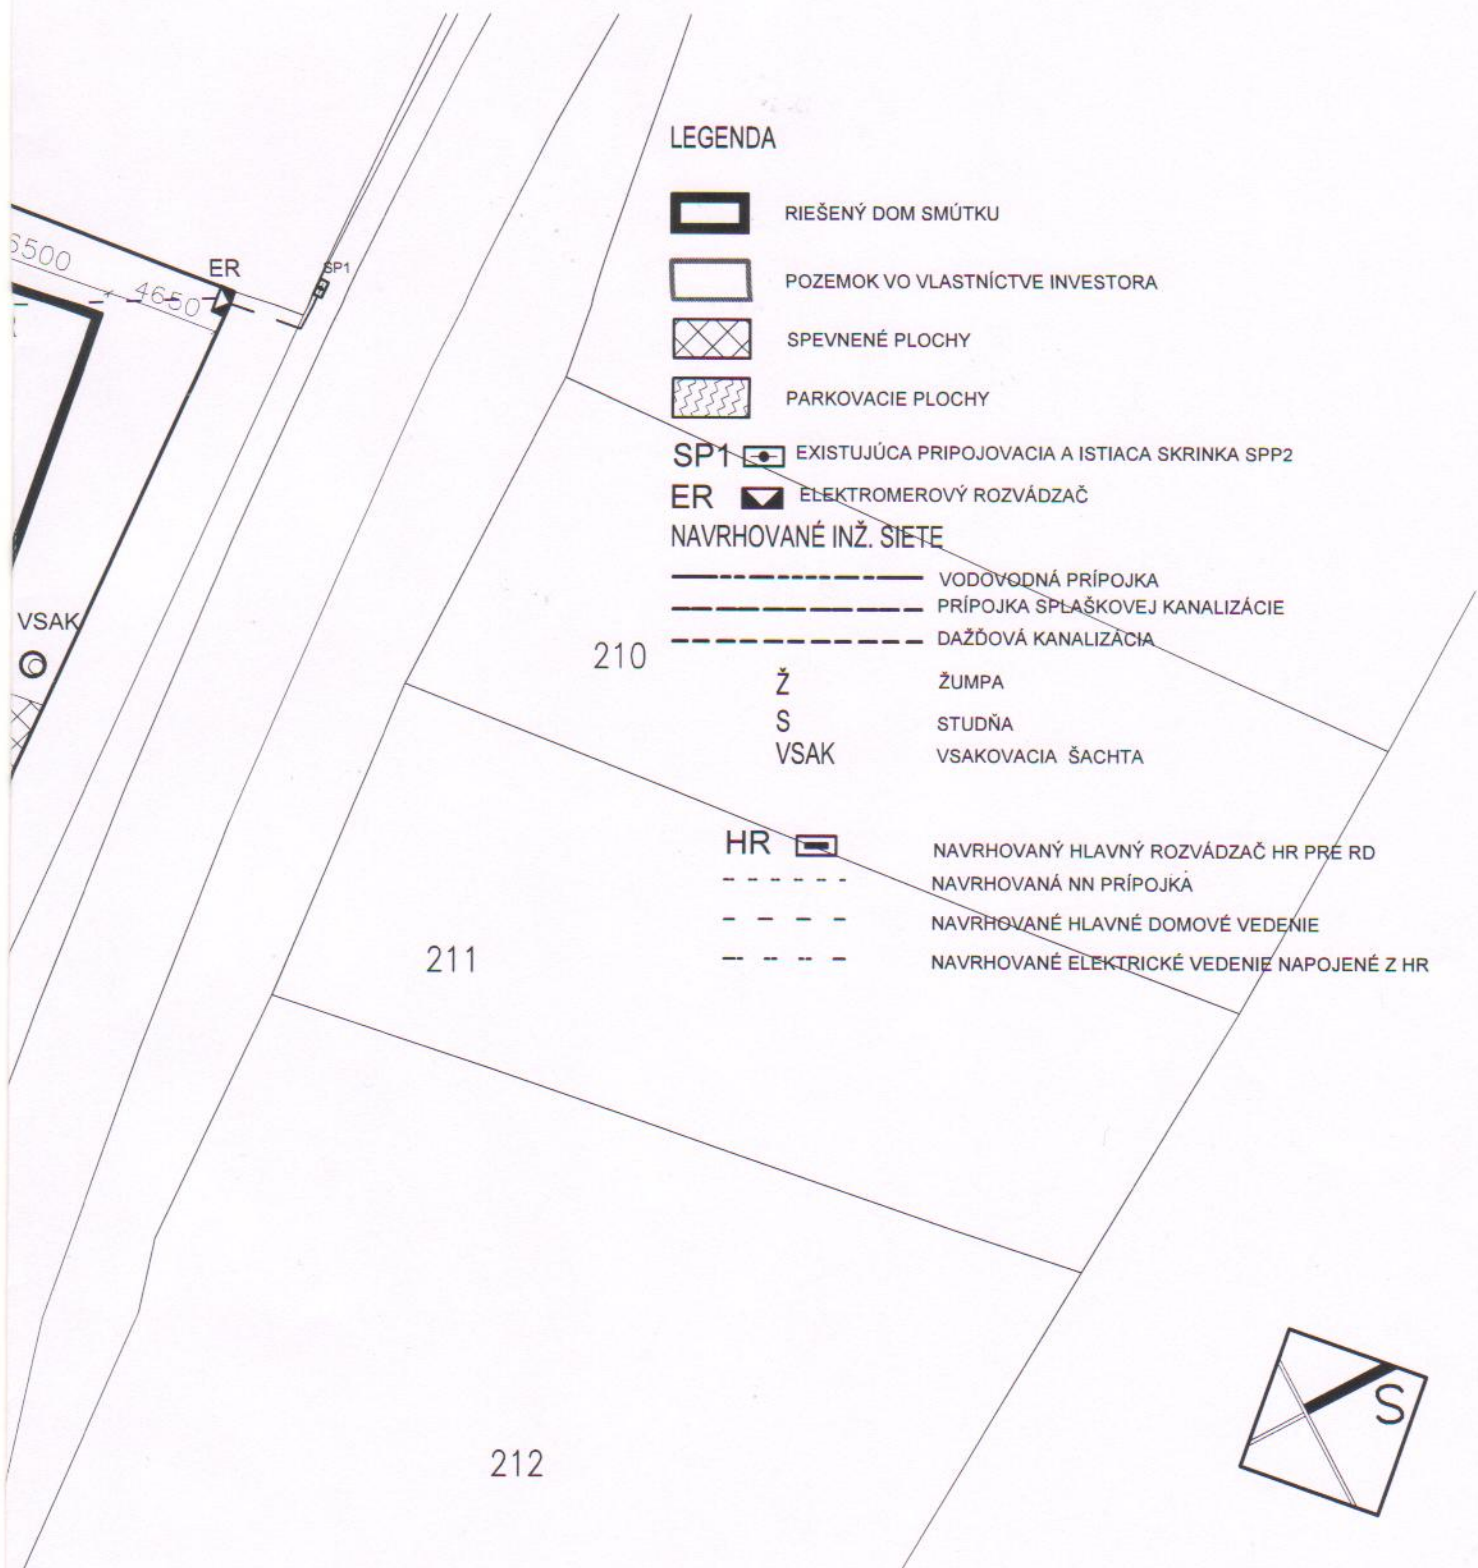 LEGENDA
RIEŠENÝ DOM SMÚTKU
6500
ER
SP1
POZEMOK VO VLASTNÍCTVE INVESTORA
4650
SPEVNENÉ PLOCHY
PARKOVACIE PLOCHY
SP1 EXISTUJÚCA PRIPOJOVACIA A ISTIACA SKRINKA SPP2
ER ELEKTROMEROVÝ ROZVÁDZAČ
NAVRHOVANÉ INŽ. SIETE
VODOVODNÁ PRÍPOJKA
PRÍPOJKA SPLAŠKOVEJ KANALIZÁCIE
DAŽĎOVÁ KANALIZÁCIA
VSAK
210
Ž ŽUMPA
S STUDŇA
VSAK VSAKOVACIA ŠACHTA
HR NAVRHOVANÝ HLAVNÝ ROZVÁDZAČ HR PRE RD
NAVRHOVANÁ NN PRÍPOJKA
NAVRHOVANÉ HLAVNÉ DOMOVÉ VEDENIE
NAVRHOVANÉ ELEKTRICKÉ VEDENIE NAPOJENÉ Z HR
211
S
212